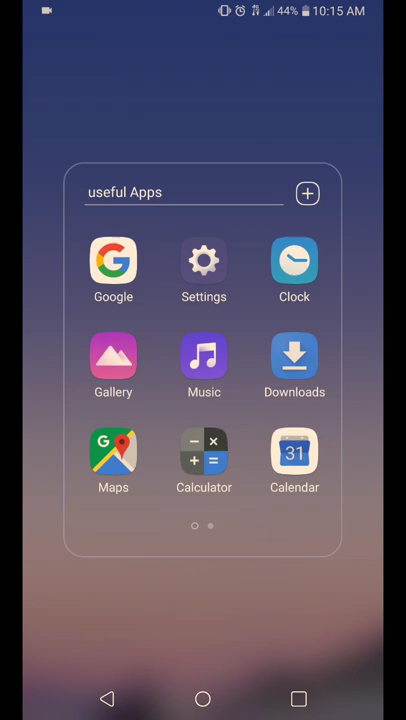 44% 10:15 AM
useful Apps
Google Settings Clock
Gallery Music Downloads
G
31
Maps Calculator Calendar